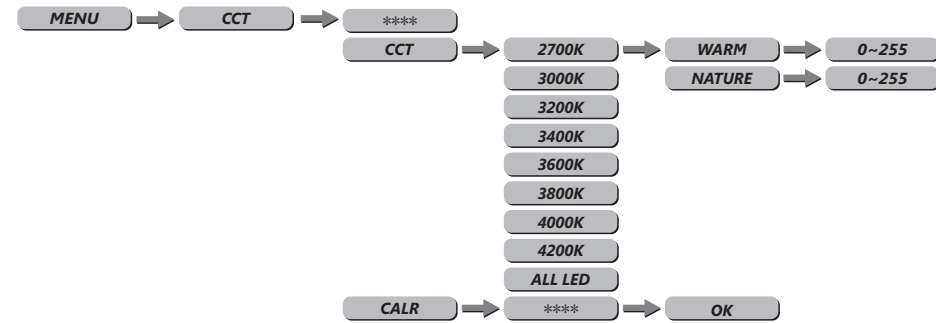 MENU CCT ****
CCT 2700K WARM 0~255
3000K NATURE 0~255
3200K
3400K
3600K
3800K
4000K
4200K
ALL LED
CALR **** OK